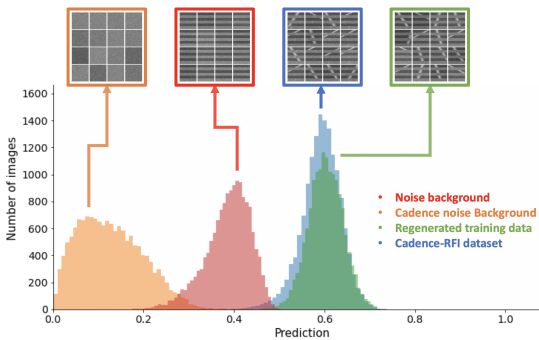 1600
1400
1200
1000
800
600
400
200
0
Number of images
0.0 0.2 0.4 0.6 0.8 1.0
Prediction
Noise background
Cadence noise Background
Regenerated training data
Cadence-RFI dataset